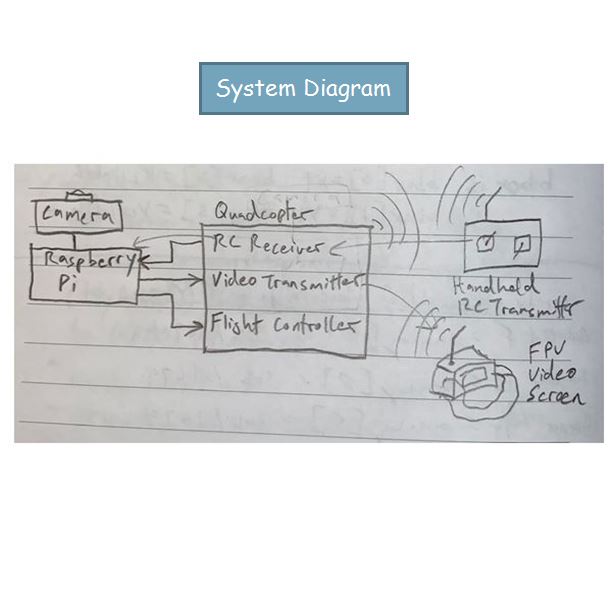 System Diagram
Camera
Quadcopter
Raspberry
Pi
RC Receiver
Video Transmitter
Flight Controller
Handheld
RC Transmitter
FPV
Video
Screen